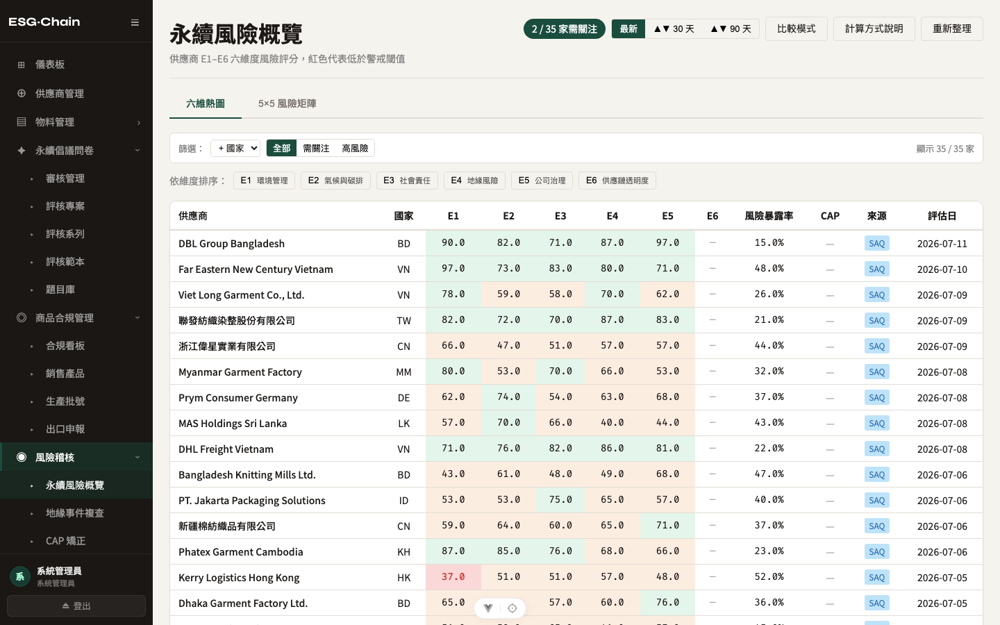 ESG·Chain
儀表板
供應商管理
物料管理
永續倡議問卷
審核管理
評核專案
評核系列
評核範本
題目庫
商品合規管理
合規看板
銷售產品
生產批號
出口申報
風險稽核
永續風險概覽
地緣事件複查
CAP 矯正
系
系統管理員
系統管理員
登出
永續風險概覽
供應商 E1–E6 六維度風險評分，紅色代表低於警戒閾值
2 / 35 家需關注
最新 ▲▼ 30 天 ▲▼ 90 天
比較模式
計算方式說明
重新整理
六維熱圖 5×5 風險矩陣
篩選： + 國家 全部 需關注 高風險 顯示 35 / 35 家
依維度排序： E1 環境管理 E2 氣候與碳排 E3 社會責任 E4 地緣風險 E5 公司治理 E6 供應鏈透明度
供應商 國家 E1 E2 E3 E4 E5 E6 風險暴露率 CAP 來源 評估日
DBL Group Bangladesh BD 90.0 82.0 71.0 87.0 97.0 — 15.0% — SAQ 2026-07-11
Far Eastern New Century Vietnam VN 97.0 73.0 83.0 80.0 71.0 — 48.0% — SAQ 2026-07-10
Viet Long Garment Co., Ltd. VN 78.0 59.0 58.0 70.0 62.0 — 26.0% — SAQ 2026-07-09
聯發紡織染整股份有限公司 TW 82.0 72.0 70.0 87.0 83.0 — 21.0% — SAQ 2026-07-09
浙江偉星實業有限公司 CN 66.0 47.0 51.0 57.0 57.0 — 44.0% — SAQ 2026-07-09
Myanmar Garment Factory MM 80.0 53.0 70.0 66.0 53.0 — 32.0% — SAQ 2026-07-08
Prym Consumer Germany DE 62.0 74.0 54.0 63.0 68.0 — 37.0% — SAQ 2026-07-08
MAS Holdings Sri Lanka LK 57.0 70.0 66.0 40.0 44.0 — 43.0% — SAQ 2026-07-08
DHL Freight Vietnam VN 71.0 76.0 82.0 86.0 81.0 — 22.0% — SAQ 2026-07-08
Bangladesh Knitting Mills Ltd. BD 43.0 61.0 48.0 49.0 68.0 — 47.0% — SAQ 2026-07-06
PT. Jakarta Packaging Solutions ID 53.0 53.0 75.0 65.0 57.0 — 40.0% — SAQ 2026-07-06
新疆棉紡織品有限公司 CN 59.0 64.0 60.0 65.0 71.0 — 37.0% — SAQ 2026-07-06
Phatex Garment Cambodia KH 87.0 85.0 76.0 68.0 66.0 — 23.0% — SAQ 2026-07-06
Kerry Logistics Hong Kong HK 37.0 51.0 51.0 57.0 48.0 — 52.0% — SAQ 2026-07-05
Dhaka Garment Factory Ltd. BD 65.0 57.0 60.0 76.0 — 36.0% — SAQ 2026-07-05